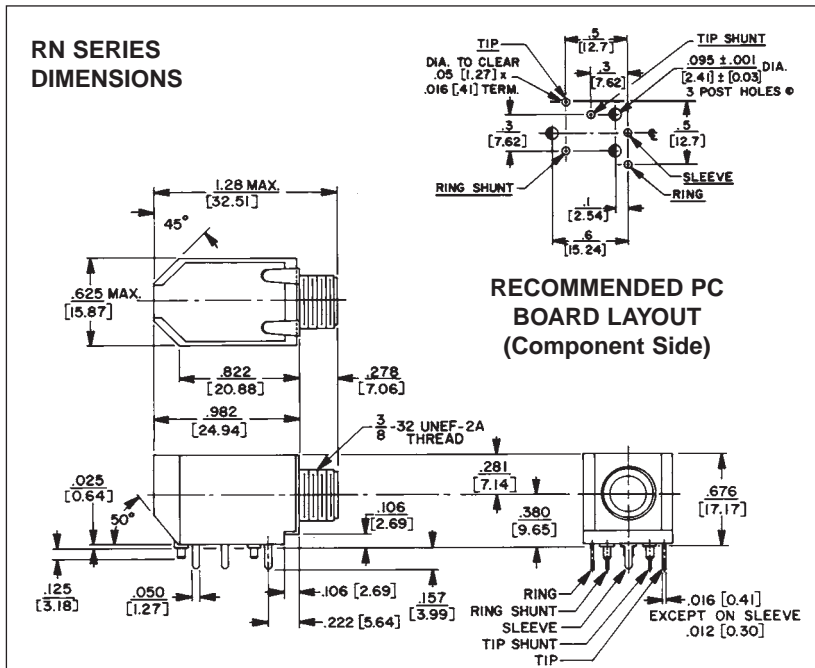 RN SERIES
DIMENSIONS
TIP
DIA. TO CLEAR
.05 [1.27] x
.016 [.41] TERM.
.5
[12.7]
.3
[7.62]
TIP SHUNT
.095 ±.001 DIA.
[2.41] ± [0.03]
3 POST HOLES
.3
[7.62]
.5
[12.7]
SLEEVE
RING SHUNT
RING
.1
[2.54]
.6
[15.24]
RECOMMENDED PC
BOARD LAYOUT
(Component Side)
1.28 MAX.
[32.51]
45°
.625 MAX.
[15.87]
.822
[20.88]
.278
[7.06]
.982
[24.94]
3/8-32 UNEF-2A
THREAD
.025
[0.64]
50°
.281
[7.14]
.380
[9.65]
.676
[17.17]
.106
[2.69]
.125
[3.18]
.050
[1.27]
.106 [2.69]
.157
[3.99]
.222 [5.64]
RING
RING SHUNT
SLEEVE
TIP SHUNT
TIP
.016 [0.41]
EXCEPT ON SLEEVE
.012 [0.30]